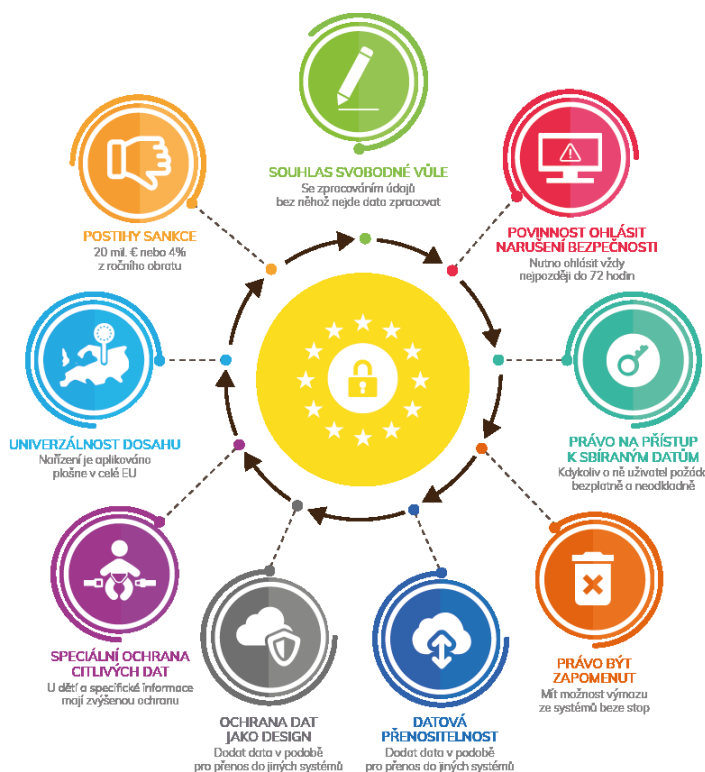 SOUHLAS SVOBODNÉ VŮLE
Se zpracováním údajů
bez něhož nejde data zpracovat
POVINNOST OHLÁSIT
NARUŠENÍ BEZPEČNOSTI
Nutno ohlásit vždy
nejpozději do 72 hodin
PRÁVO NA PŘÍSTUP
K SBÍRANÝM DATŮM
Kdykoliv o ně uživatel požádá
bezplatně a neodkladně
PRÁVO BÝT
ZAPOMENUT
Mít možnost výmazu
ze systémů beze stop
DATOVÁ
PŘENOSITELNOST
Dodat data v podobě
pro přenos do jiných systémů
OCHRANA DAT
JAKO DESIGN
Dodat data v podobě
pro přenos do jiných systémů
SPECIÁLNÍ OCHRANA
CITLIVÝCH DAT
U dětí a specifické informace
mají zvýšenou ochranu
UNIVERZÁLNOST DOSAHU
Nařízení je aplikováno
plošne v celé EU
POSTIHY SANKCE
20 mil. € nebo 4%
z ročního obratu